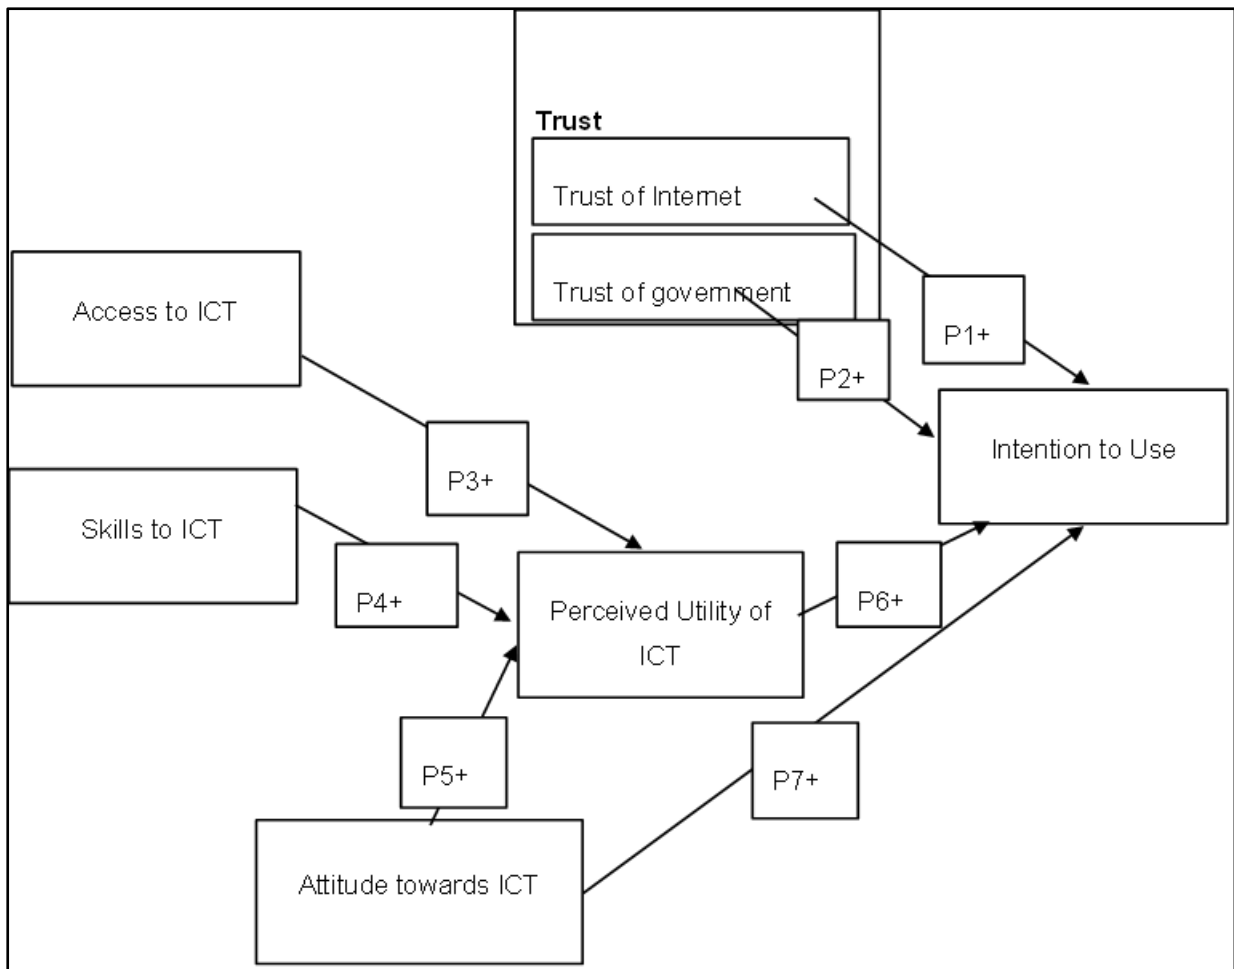 Trust
Trust of Internet
Trust of government
Access to ICT
P1+
P2+
Intention to Use
P3+
Skills to ICT
P4+
Perceived Utility of
ICT
P6+
P5+
P7+
Attitude towards ICT